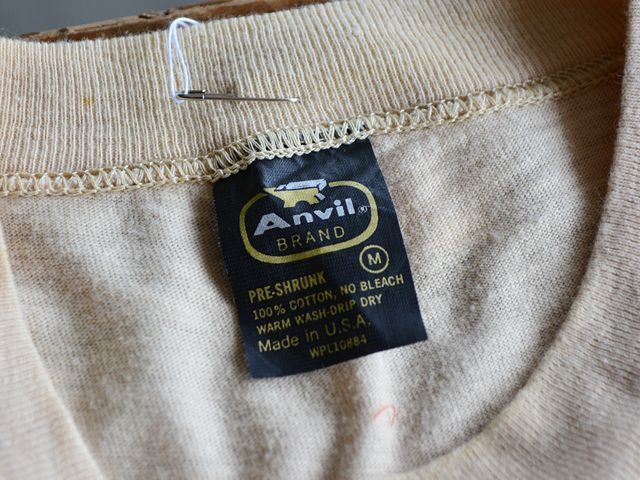 Anvil®
BRAND
M
PRE-SHRUNK
100% COTTON, NO BLEACH
WARM WASH-DRIP DRY
Made in U.S.A.
WPL10884